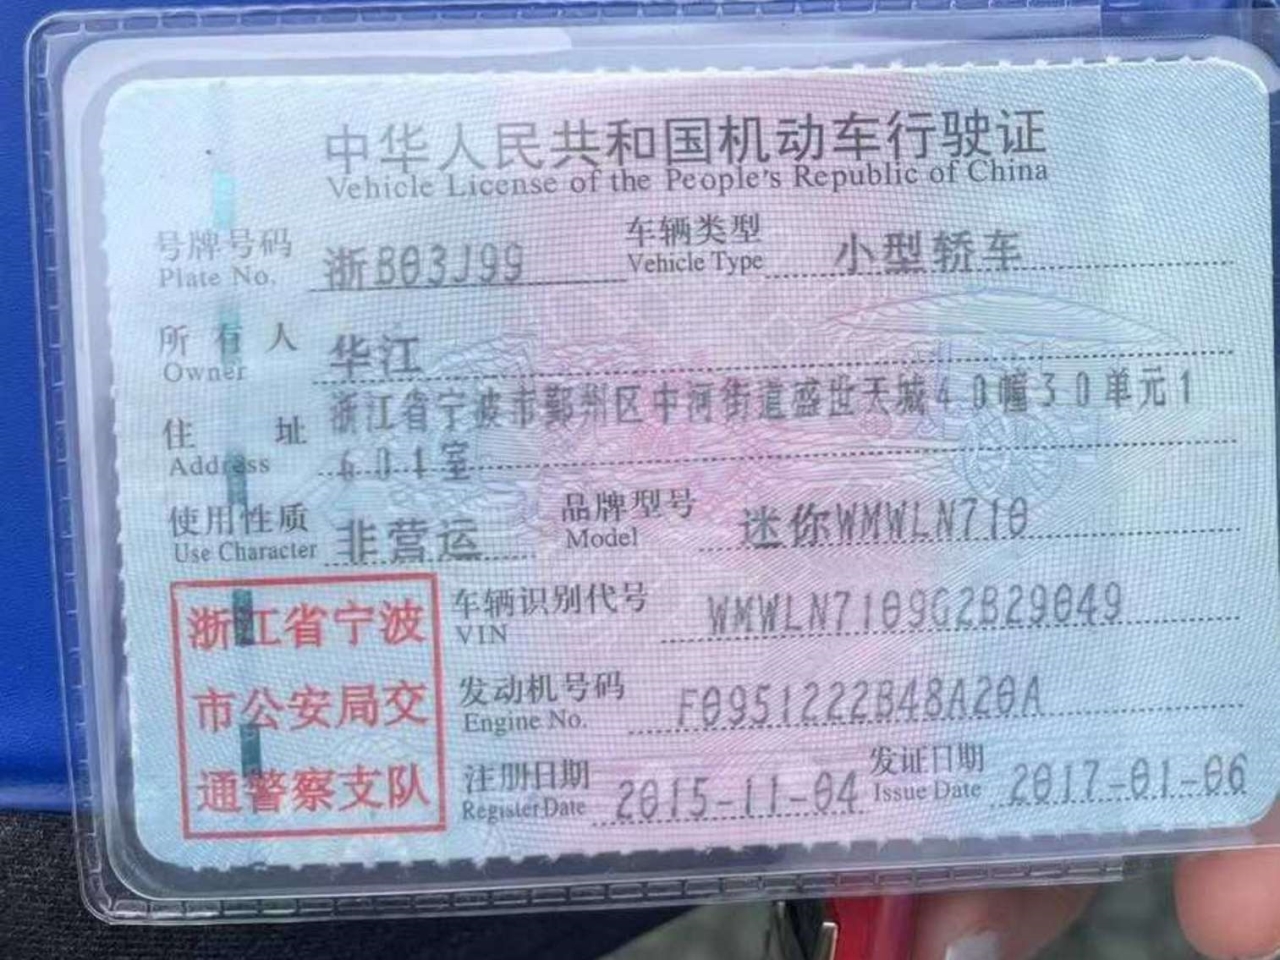 中华人民共和国机动车行驶证
Vehicle License of the People's Republic of China
号牌号码 浙B03J99 车辆类型 小型轿车
Plate No. Vehicle Type
所有人 华江
Owner
浙江省宁波市鄞州区中河街道盛世天城40幢30单元1
住址 604室
Address
使用性质 非营运 品牌型号 迷你WMWLN710
Use Character Model
浙江省宁波
市公安局交
通警察支队
车辆识别代号 WMWLN7109G2B29049
VIN
发动机号码 F0951222B48A20A
Engine No.
注册日期 2015-11-04 发证日期 2017-01-06
Register Date Issue Date